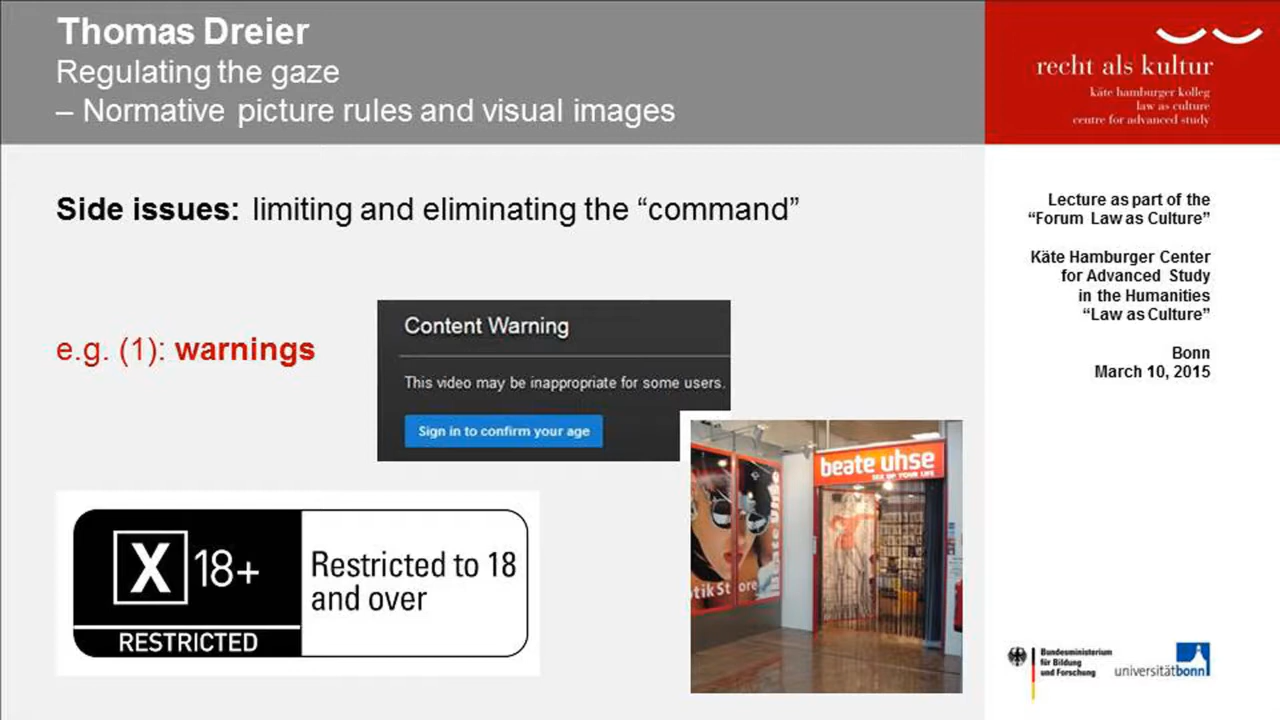 Thomas Dreier
Regulating the gaze
– Normative picture rules and visual images
recht als kultur
käte hamburger kolleg
law as culture
centre for advanced study
Side issues: limiting and eliminating the “command”
e.g. (1): warnings
Content Warning
This video may be inappropriate for some users.
Sign in to confirm your age
X 18+
RESTRICTED
Restricted to 18
and over
beate uhse
SEX UP YOUR LIFE
Lecture as part of the
“Forum Law as Culture”
Käte Hamburger Center
for Advanced Study
in the Humanities
“Law as Culture”
Bonn
March 10, 2015
Bundesministerium
für Bildung
und Forschung
universitätbonn